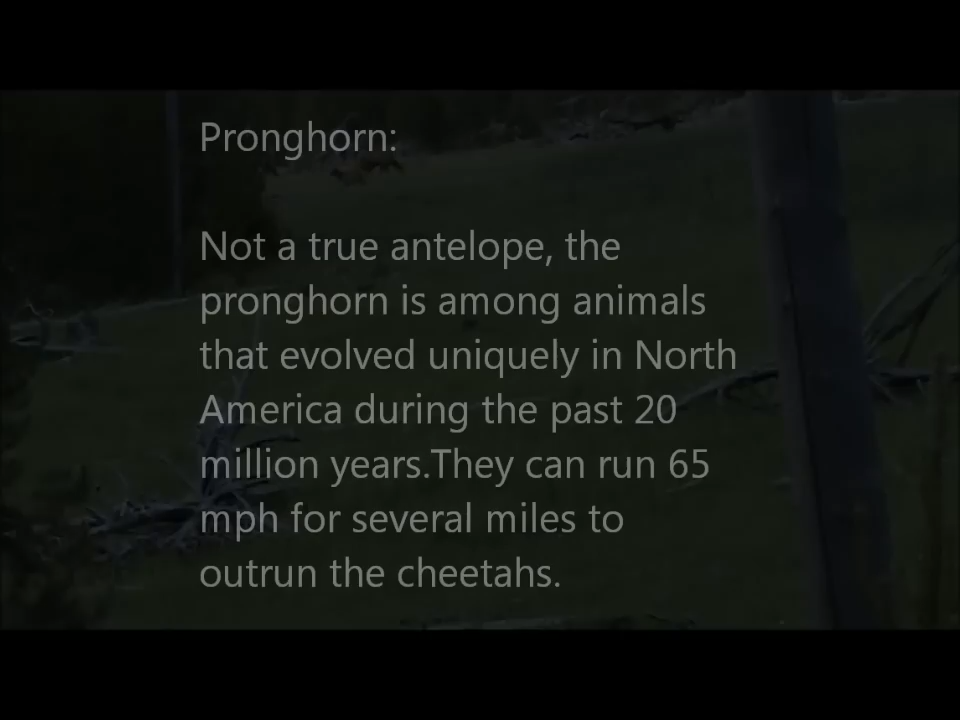 Pronghorn:
Not a true antelope, the
pronghorn is among animals
that evolved uniquely in North
America during the past 20
million years.They can run 65
mph for several miles to
outrun the cheetahs.